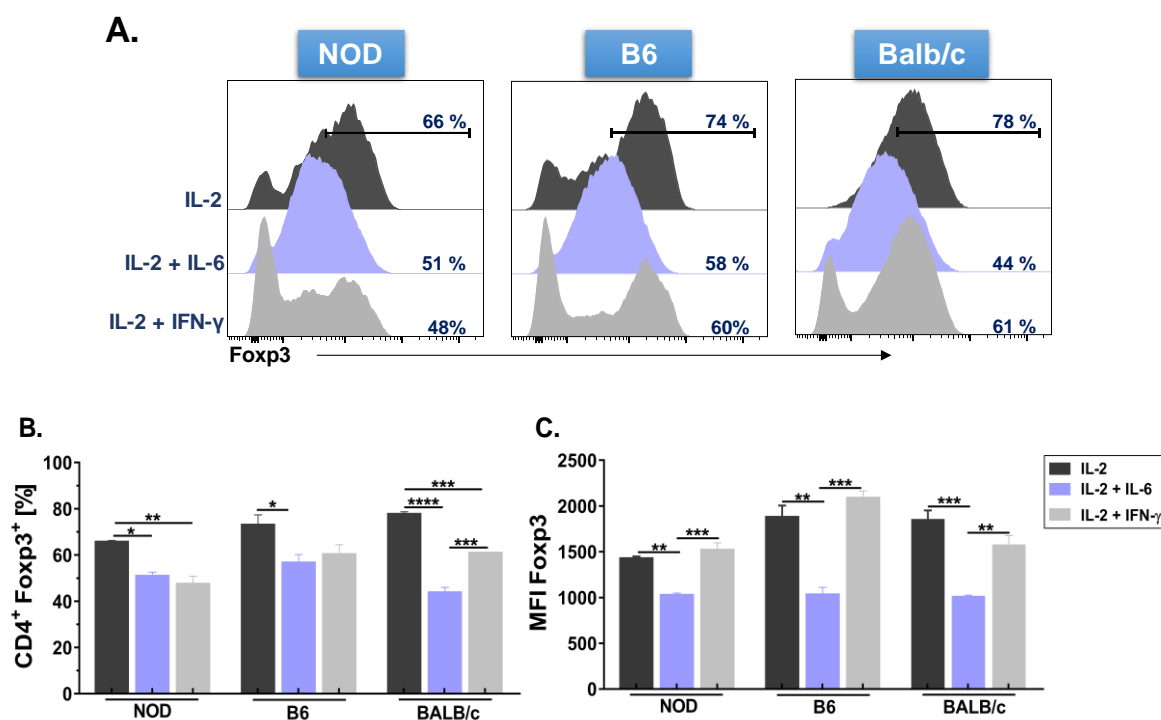 A.
NOD B6 Balb/c
66 % 74 % 78 %
IL-2
IL-2 + IL-6 51 % 58 % 44 %
IL-2 + IFN-γ 48% 60% 61 %
Foxp3
B. C.
CD4⁺ Foxp3⁺ [%]
100
80
60
40
20
0
** * * *** **** ***
NOD B6 BALB/c
MFI Foxp3
2500
2000
1500
1000
500
0
** *** ** *** *** **
NOD B6 BALB/c
IL-2
IL-2 + IL-6
IL-2 + IFN-γ